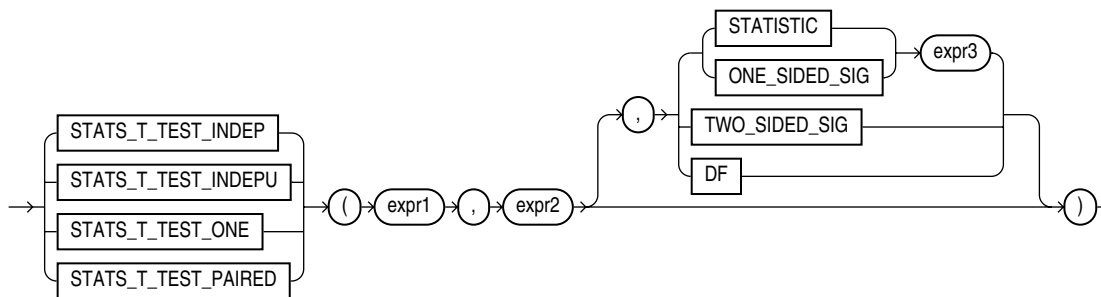 STATISTIC
ONE_SIDED_SIG
expr3
,
TWO_SIDED_SIG
DF
STATS_T_TEST_INDEP
STATS_T_TEST_INDEPU
STATS_T_TEST_ONE
STATS_T_TEST_PAIRED
( expr1 , expr2 )